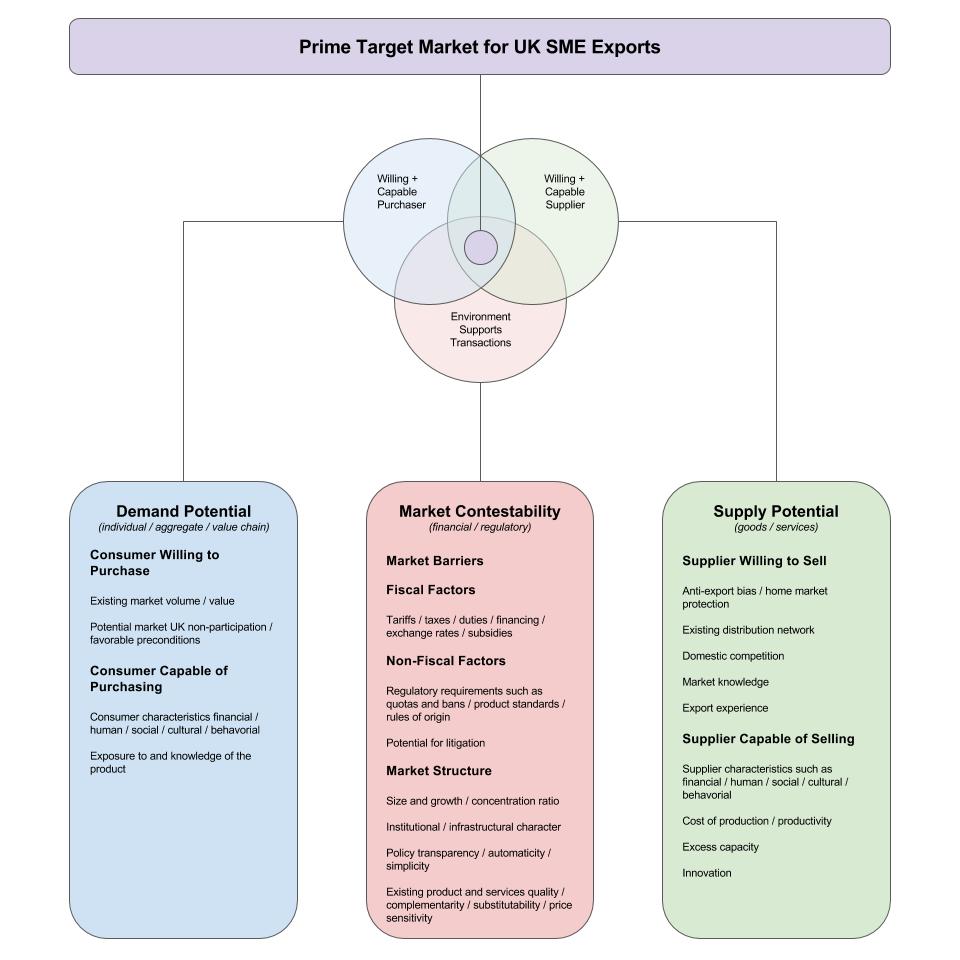 Prime Target Market for UK SME Exports
Willing +
Capable
Purchaser
Willing +
Capable
Supplier
Environment
Supports
Transactions
Demand Potential
(individual / aggregate / value chain)
Consumer Willing to
Purchase
Existing market volume / value
Potential market UK non-participation /
favorable preconditions
Consumer Capable of
Purchasing
Consumer characteristics financial /
human / social / cultural / behavorial
Exposure to and knowledge of the
product
Market Contestability
(financial / regulatory)
Market Barriers
Fiscal Factors
Tariffs / taxes / duties / financing /
exchange rates / subsidies
Non-Fiscal Factors
Regulatory requirements such as
quotas and bans / product standards /
rules of origin
Potential for litigation
Market Structure
Size and growth / concentration ratio
Institutional / infrastructural character
Policy transparency / automaticity /
simplicity
Existing product and services quality /
complementarity / substitutability / price
sensitivity
Supply Potential
(goods / services)
Supplier Willing to Sell
Anti-export bias / home market
protection
Existing distribution network
Domestic competition
Market knowledge
Export experience
Supplier Capable of Selling
Supplier characteristics such as
financial / human / social / cultural /
behavorial
Cost of production / productivity
Excess capacity
Innovation